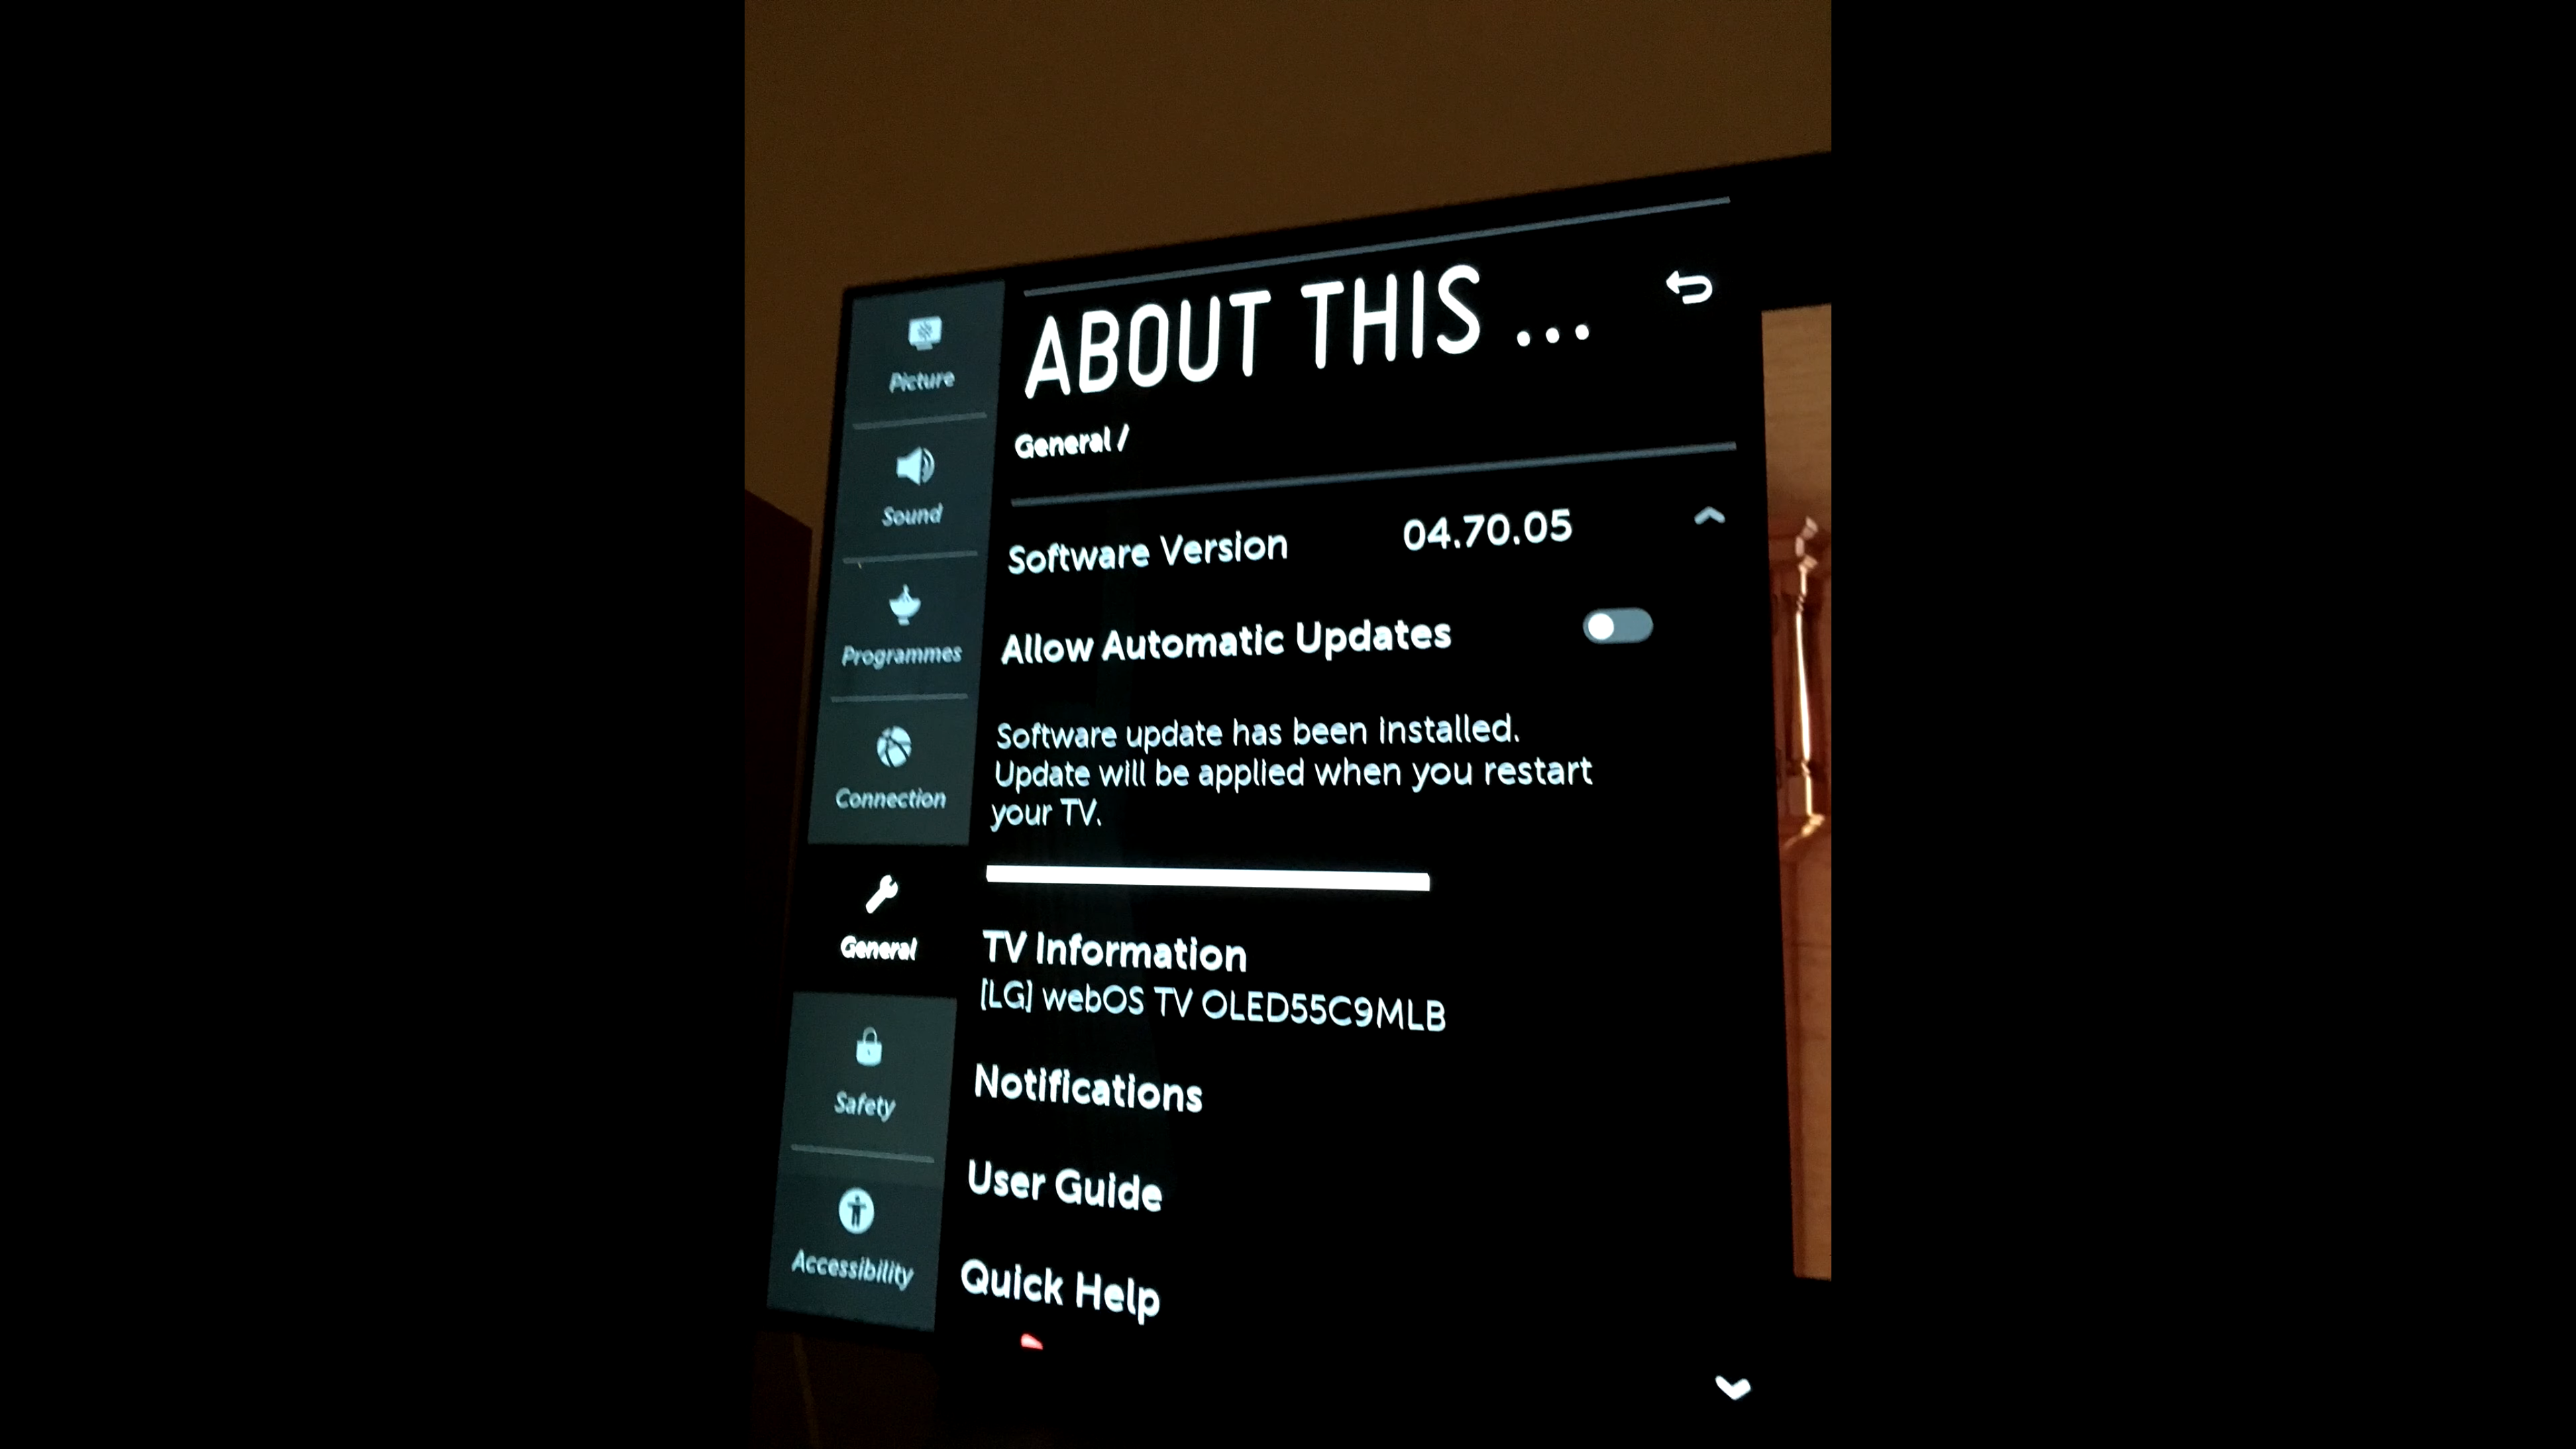 ABOUT THIS ...
General /
Picture
Sound
Programmes
Connection
General
Safety
Accessibility
Software Version 04.70.05
Allow Automatic Updates
Software update has been installed.
Update will be applied when you restart
your TV.
TV Information
[LG] webOS TV OLED55C9MLB
Notifications
User Guide
Quick Help